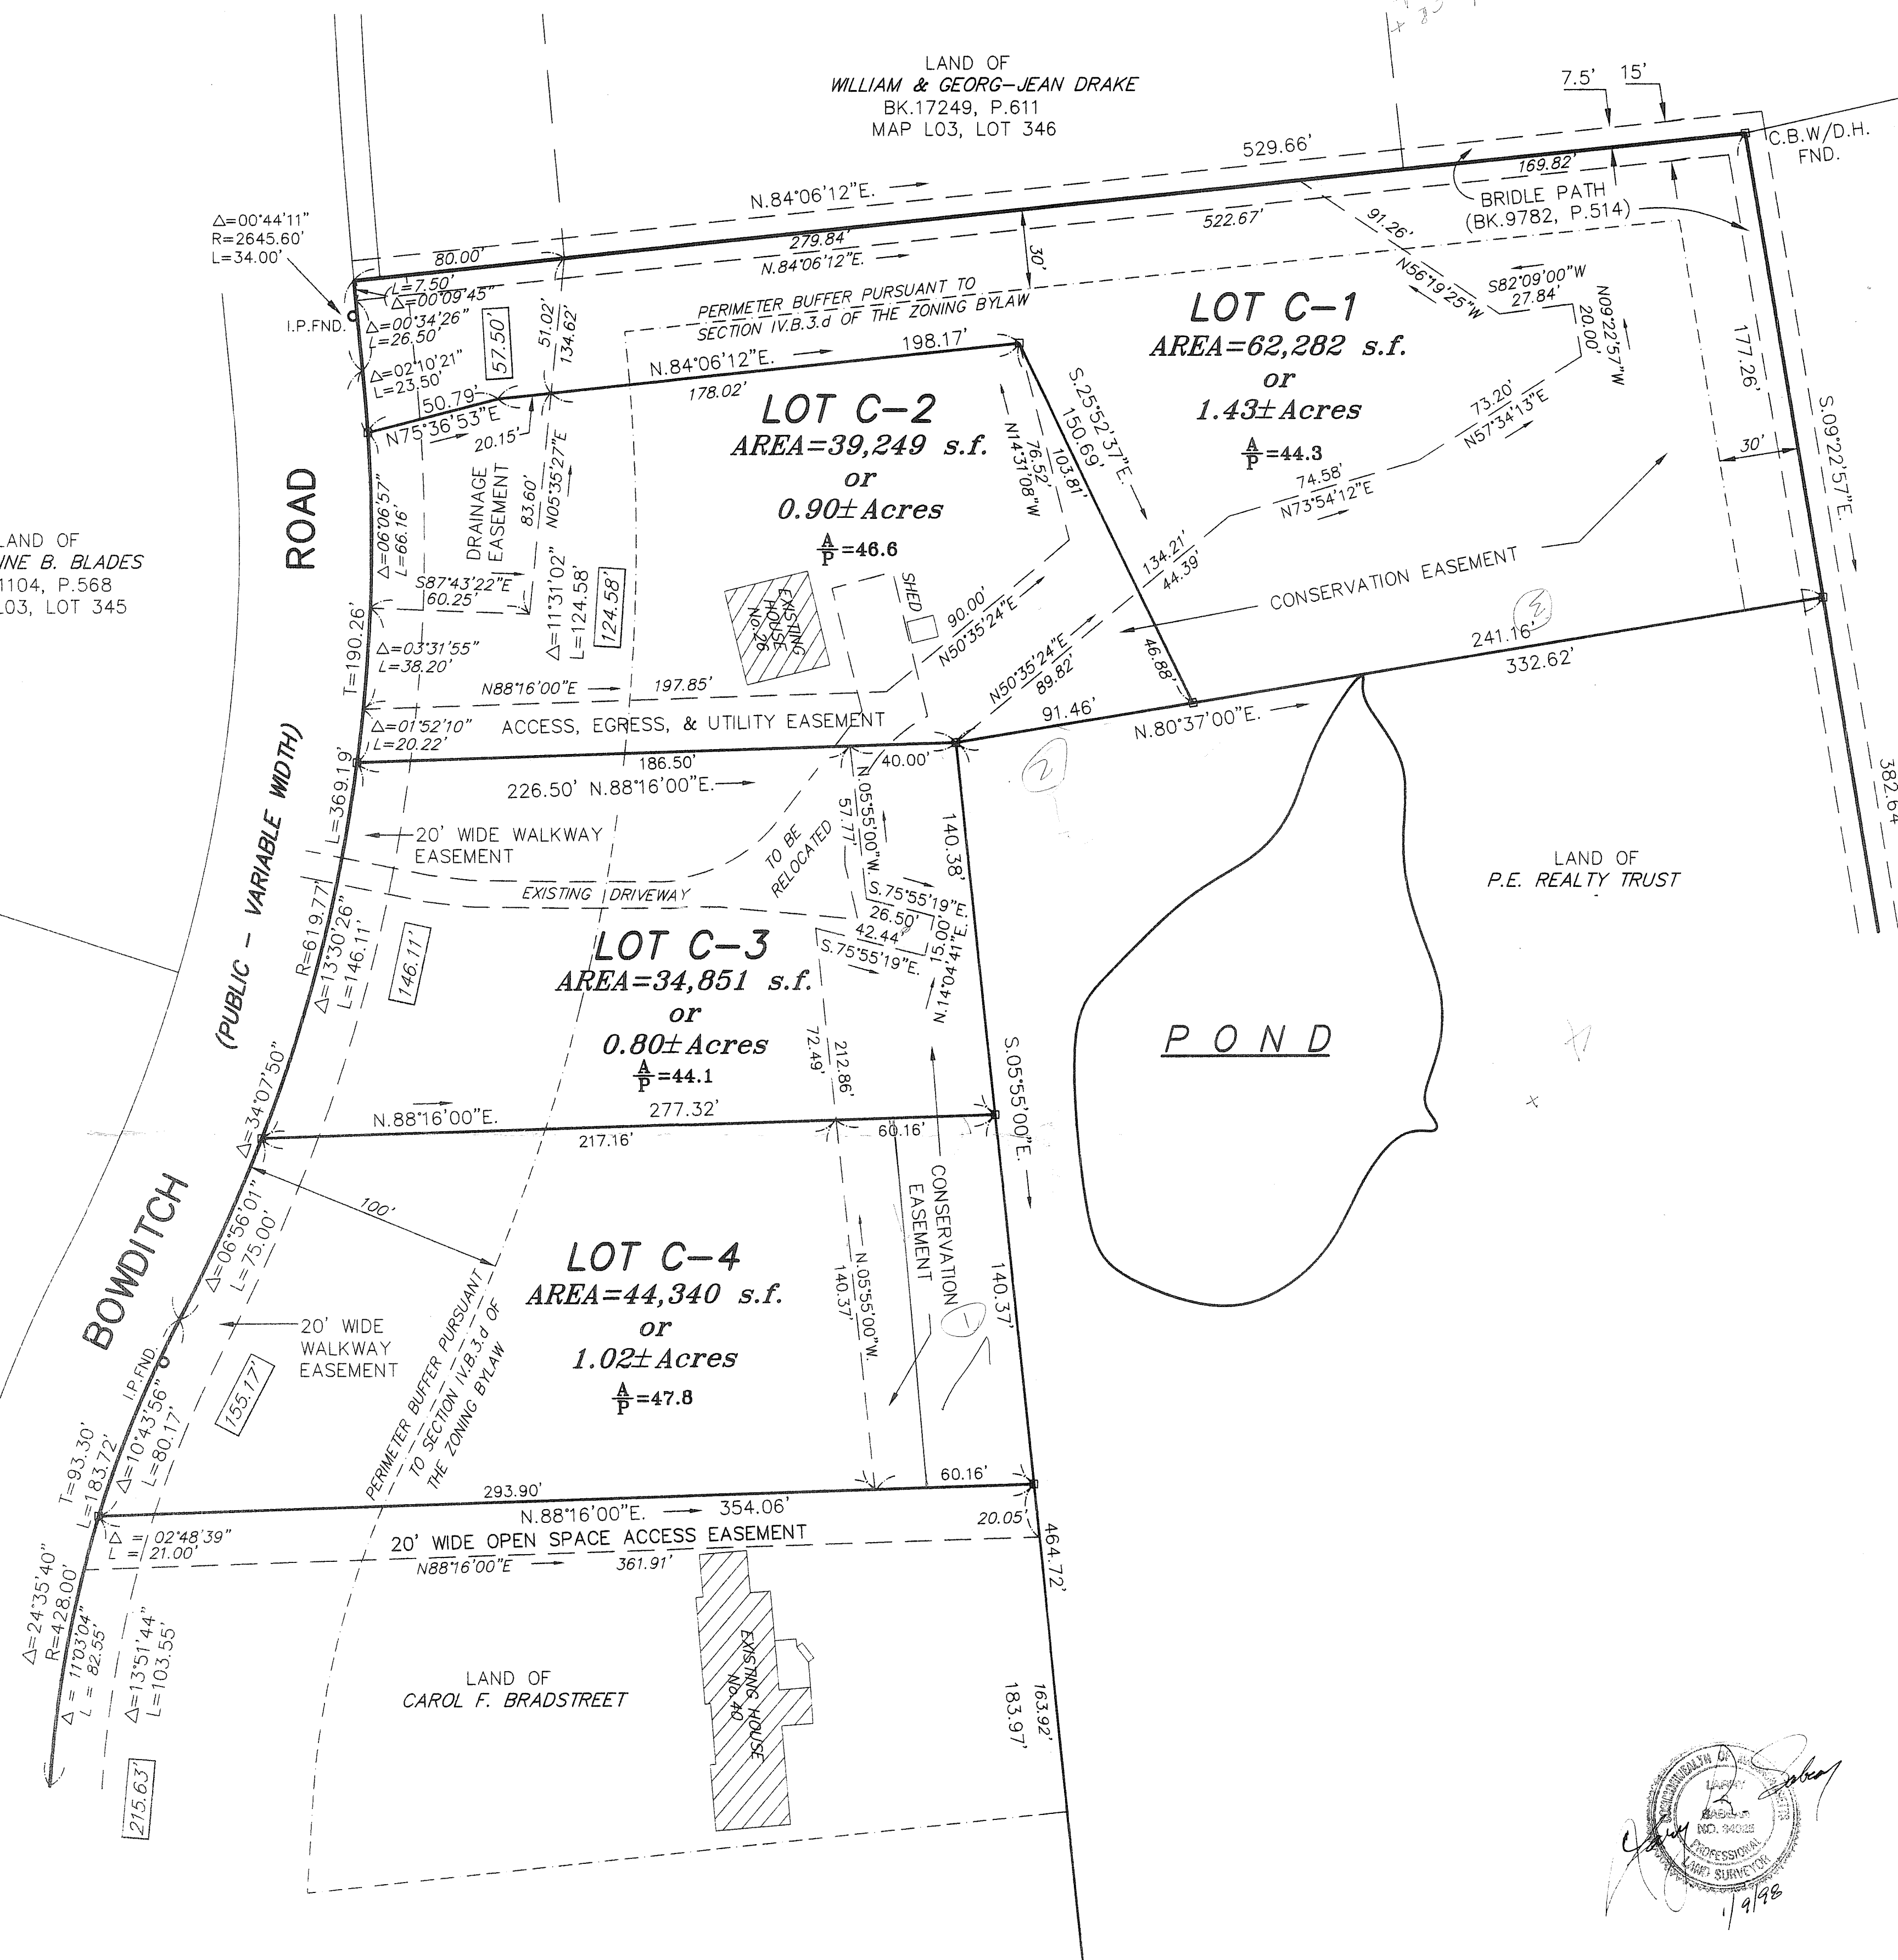 LAND OF
WILLIAM & GEORG-JEAN DRAKE
BK.17249, P.611
MAP L03, LOT 346
7.5' 15'
C.B.W/D.H.
FND.
529.66'
169.82'
N.84°06'12"E.
BRIDLE PATH
(BK.9782, P.514)
522.67'
91.26'
N56°19'25"W
S82°09'00"W
27.84'
N09°22'57"W
20.00'
177.26'
S.09°22'57"E.
30'
382.64
Δ=00°44'11"
R=2645.60'
L=34.00'
I.P.FND.
80.00'
279.84'
N.84°06'12"E.
30'
L=7.50'
Δ=00°09'45"
Δ=00°34'26"
L=26.50'
Δ=02°10'21"
L=23.50'
57.50'
51.02'
134.62'
PERIMETER BUFFER PURSUANT TO
SECTION IV.B.3.d OF THE ZONING BYLAW
N.84°06'12"E.
198.17'
178.02'
50.79'
N75°36'53"E
20.15'
LOT C-1
AREA=62,282 s.f.
or
1.43± Acres
A/P=44.3
73.20'
N57°34'13"E
74.58'
N73°54'12"E
134.21'
44.39'
CONSERVATION EASEMENT
3
241.16'
332.62'
S.25°52'37"E.
150.69'
103.81'
76.52'
N14°31'08"W
46.88'
LOT C-2
AREA=39,249 s.f.
or
0.90± Acres
A/P=46.6
EXISTING
HOUSE
No. 26
SHED
90.00'
N50°35'24"E
N50°35'24"E
89.82'
DRAINAGE
EASEMENT
83.60'
N05°35'27"E
Δ=11°31'02"
L=124.58'
124.58'
Δ=06°06'57"
L=66.16'
S87°43'22"E
60.25'
Δ=03°31'55"
L=38.20'
T=190.26'
N88°16'00"E
197.85'
Δ=01°52'10"
L=20.22'
ACCESS, EGRESS, & UTILITY EASEMENT
91.46'
N.80°37'00"E.
2
186.50'
40.00'
226.50' N.88°16'00"E.
LAND OF
INE B. BLADES
1104, P.568
L03, LOT 345
ROAD
(PUBLIC - VARIABLE WIDTH)
BOWDITCH
L=369.19'
R=619.77'
Δ=34°07'50"
Δ=13°30'26"
L=146.11'
146.11'
20' WIDE WALKWAY
EASEMENT
EXISTING DRIVEWAY
TO BE
RELOCATED
N.05°55'00"W.
57.77'
140.38'
S.75°55'19"E.
26.50'
42.44'
S.75°55'19"E.
15.00'
N.14°04'41"E.
LOT C-3
AREA=34,851 s.f.
or
0.80± Acres
A/P=44.1
212.86'
72.49'
S.05°55'00"E.
N.88°16'00"E.
277.32'
217.16'
60.16'
LAND OF
P.E. REALTY TRUST
POND
CONSERVATION
EASEMENT
1
140.37'
N.05°55'00"W.
140.37'
100'
Δ=06°56'01"
L=75.00'
20' WIDE
WALKWAY
EASEMENT
I.P.FND.
155.17'
LOT C-4
AREA=44,340 s.f.
or
1.02± Acres
A/P=47.8
PERIMETER BUFFER PURSUANT
TO SECTION IV.B.3.d OF
THE ZONING BYLAW
Δ=10°43'56"
L=80.17'
T=93.30'
L=183.72'
293.90'
60.16'
N.88°16'00"E.
354.06'
20.05'
Δ = 02°48'39"
L = 21.00'
20' WIDE OPEN SPACE ACCESS EASEMENT
N88°16'00"E
361.91'
464.72'
Δ=24°35'40"
R=428.00'
Δ = 11°03'04"
L = 82.55'
Δ=13°51'44"
L=103.55'
215.63'
LAND OF
CAROL F. BRADSTREET
EXISTING HOUSE
No. 40
163.92'
183.97'
LARRY
PROFESSIONAL
LAND SURVEYOR
1/9/98